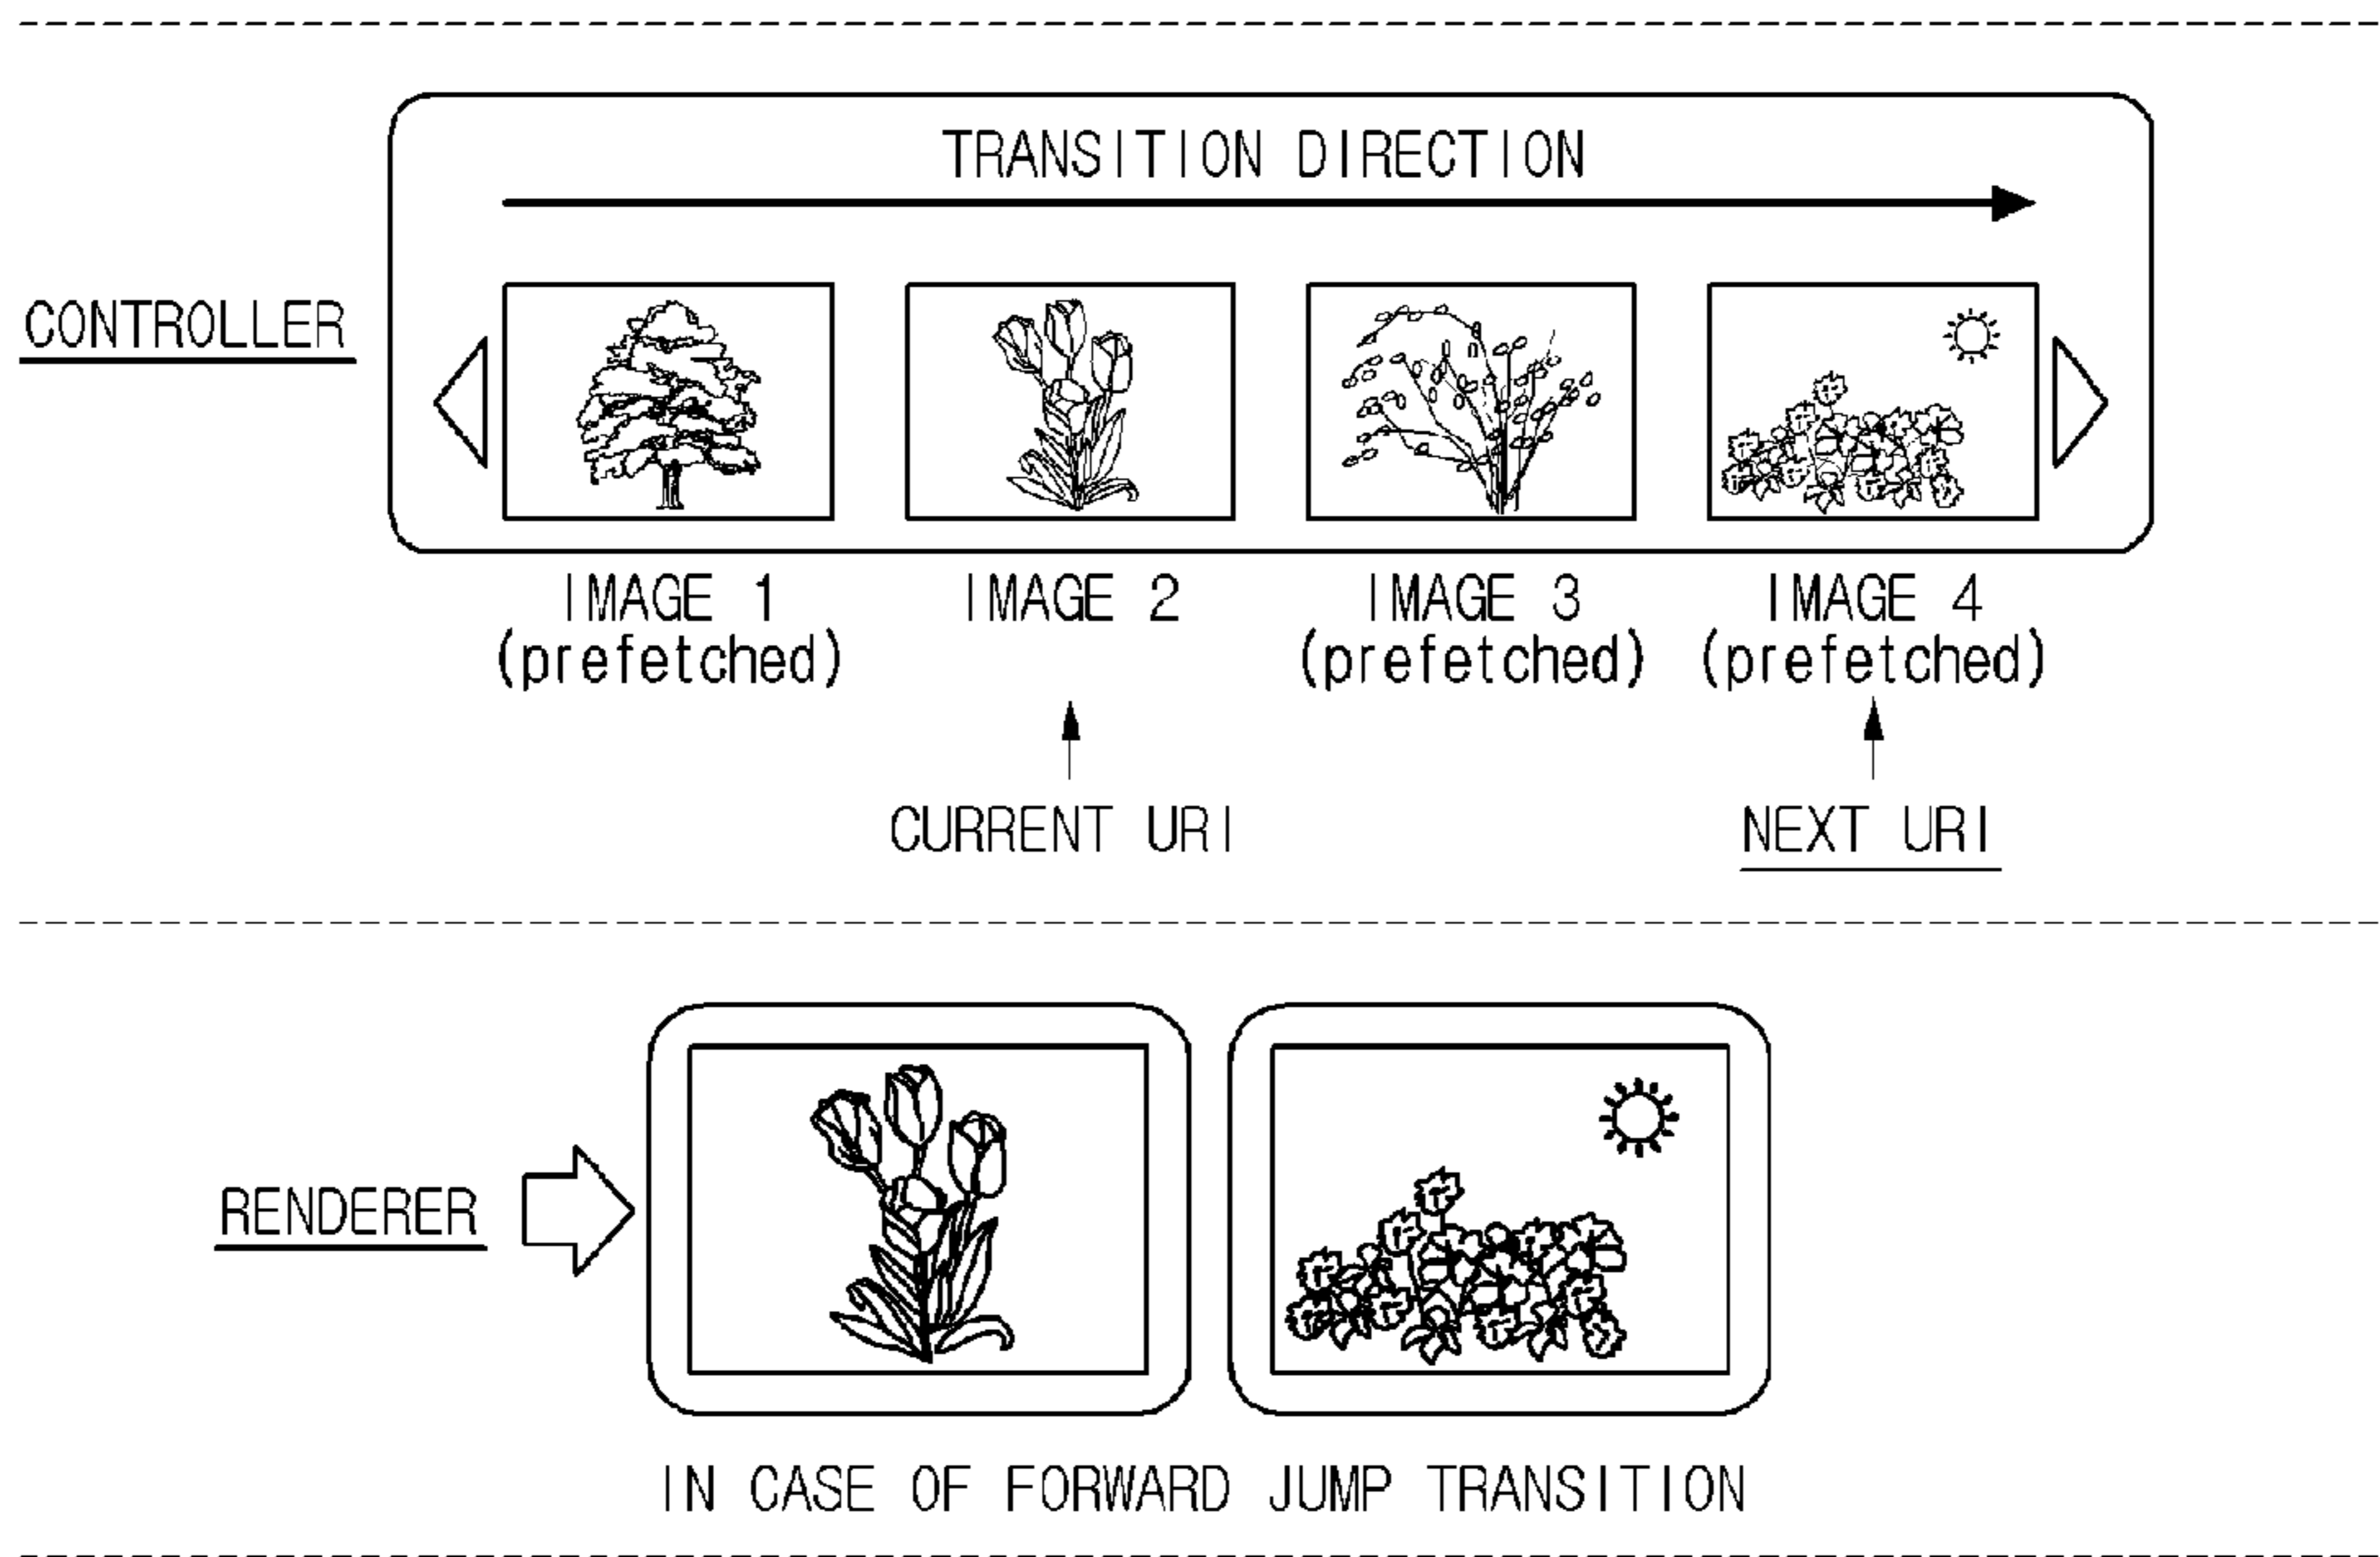 TRANSITION DIRECTION
CONTROLLER
IMAGE 1 IMAGE 2 IMAGE 3 IMAGE 4
(prefetched) (prefetched) (prefetched)
CURRENT URI NEXT URI
RENDERER
IN CASE OF FORWARD JUMP TRANSITION